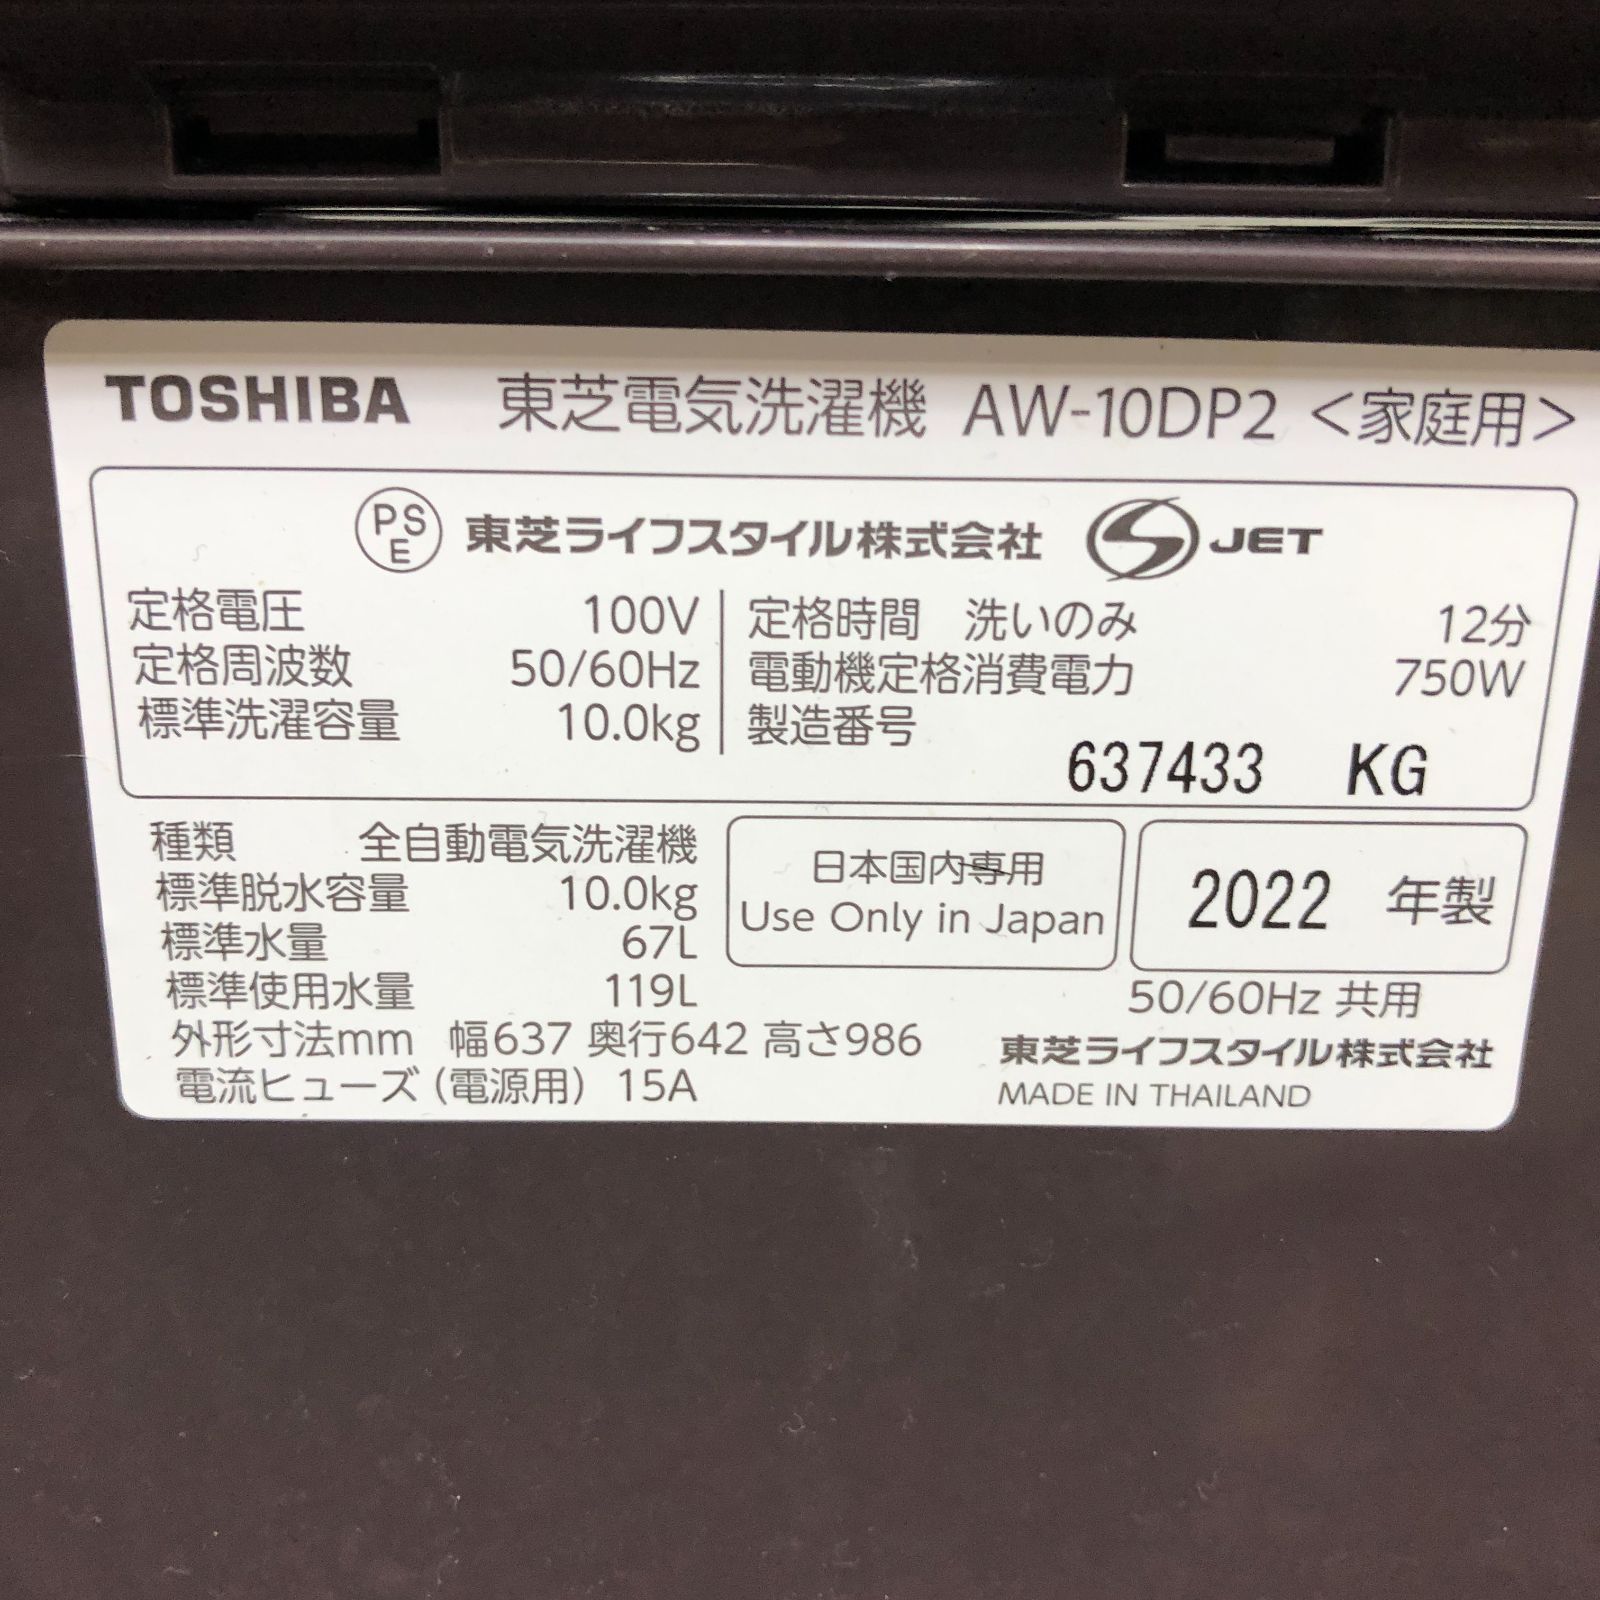 TOSHIBA 東芝電気洗濯機 AW-10DP2 <家庭用>
PSE 東芝ライフスタイル株式会社 S JET
定格電圧 100V
定格周波数 50/60Hz
標準洗濯容量 10.0kg
定格時間 洗いのみ 12分
電動機定格消費電力 750W
製造番号
637433 KG
種類 全自動電気洗濯機
標準脱水容量 10.0kg
標準水量 67L
標準使用水量 119L
外形寸法mm 幅637 奥行642 高さ986
電流ヒューズ (電源用) 15A
日本国内専用
Use Only in Japan
2022 年製
50/60Hz 共用
東芝ライフスタイル株式会社
MADE IN THAILAND